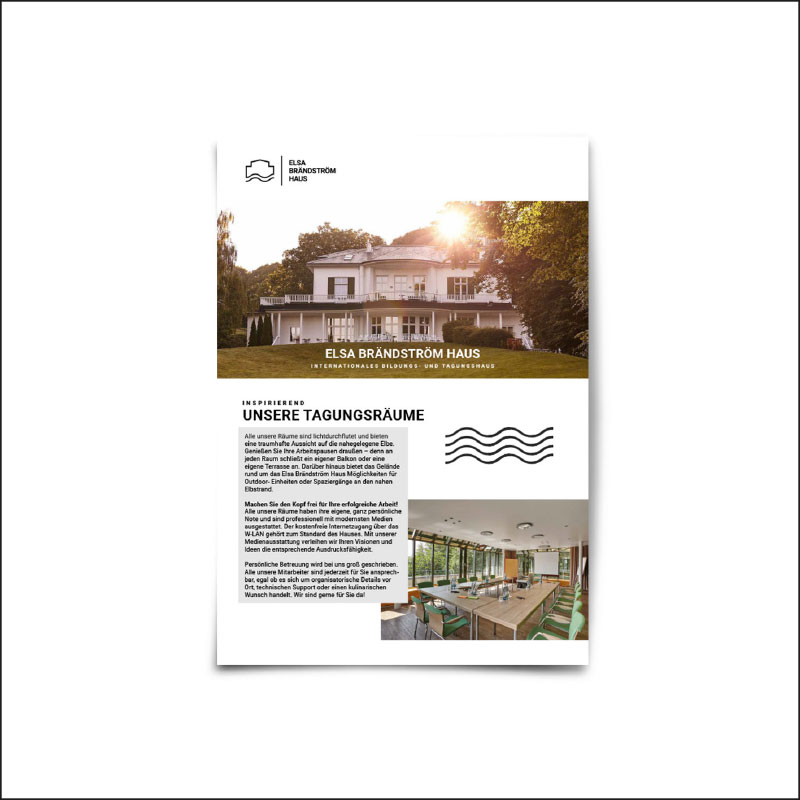 ELSA
BRÄNDSTRÖM
HAUS
ELSA BRÄNDSTRÖM HAUS
INTERNATIONALES BILDUNGS- UND TAGUNGSHAUS
INSPIRIEREND
UNSERE TAGUNGSRÄUME
Alle unsere Räume sind lichtdurchflutet und bieten
eine traumhafte Aussicht auf die nahegelegene Elbe.
Genießen Sie Ihre Arbeitspausen draußen – denn an
jeden Raum schließt ein eigener Balkon oder eine
eigene Terrasse an. Darüber hinaus bietet das Gelände
rund um das Elsa Brändström Haus Möglichkeiten für
Outdoor- Einheiten oder Spaziergänge an den nahen
Elbstrand.
Machen Sie den Kopf frei für Ihre erfolgreiche Arbeit!
Alle unsere Räume haben ihre eigene, ganz persönliche
Note und sind professionell mit modernsten Medien
ausgestattet. Der kostenfreie Internetzugang über das
W-LAN gehört zum Standard des Hauses. Mit unserer
Medienausstattung verleihen wir Ihren Visionen und
Ideen die entsprechende Ausdrucksfähigkeit.
Persönliche Betreuung wird bei uns groß geschrieben.
Alle unsere Mitarbeiter sind jederzeit für Sie ansprech-
bar, egal ob es sich um organisatorische Details vor
Ort, technischen Support oder einen kulinarischen
Wunsch handelt. Wir sind gerne für Sie da!